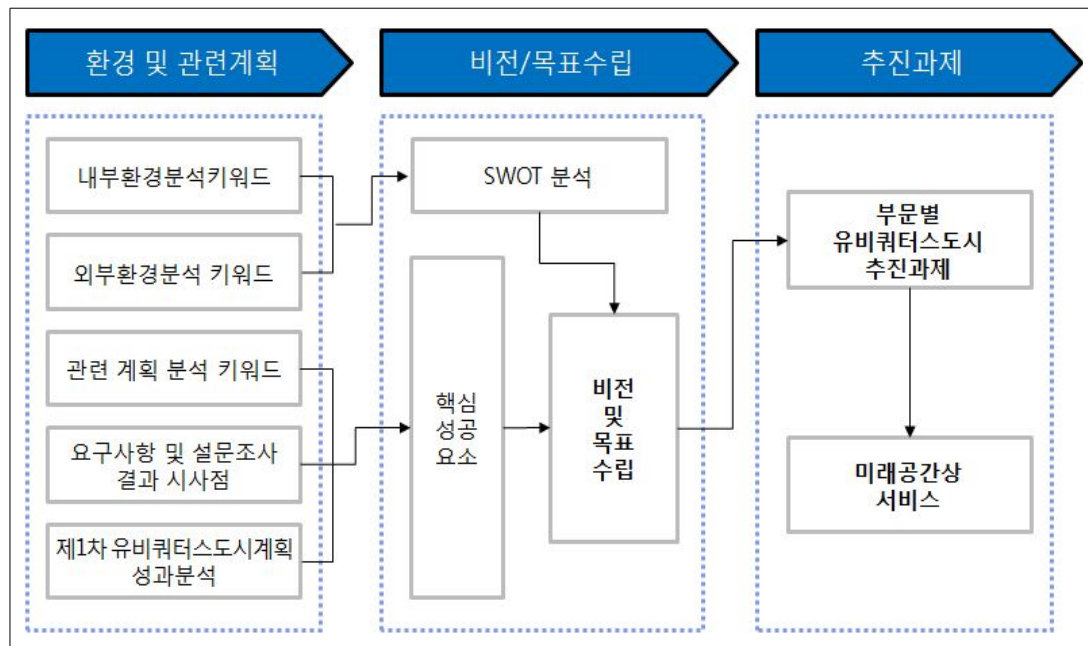 환경 및 관련계획
비전/목표수립
추진과제
내부환경분석키워드
외부환경분석 키워드
관련 계획 분석 키워드
요구사항 및 설문조사
결과 시사점
제1차 유비쿼터스도시계획
성과분석
SWOT 분석
핵심
성공
요소
비전
및
목표
수립
부문별
유비쿼터스도시
추진과제
미래공간상
서비스